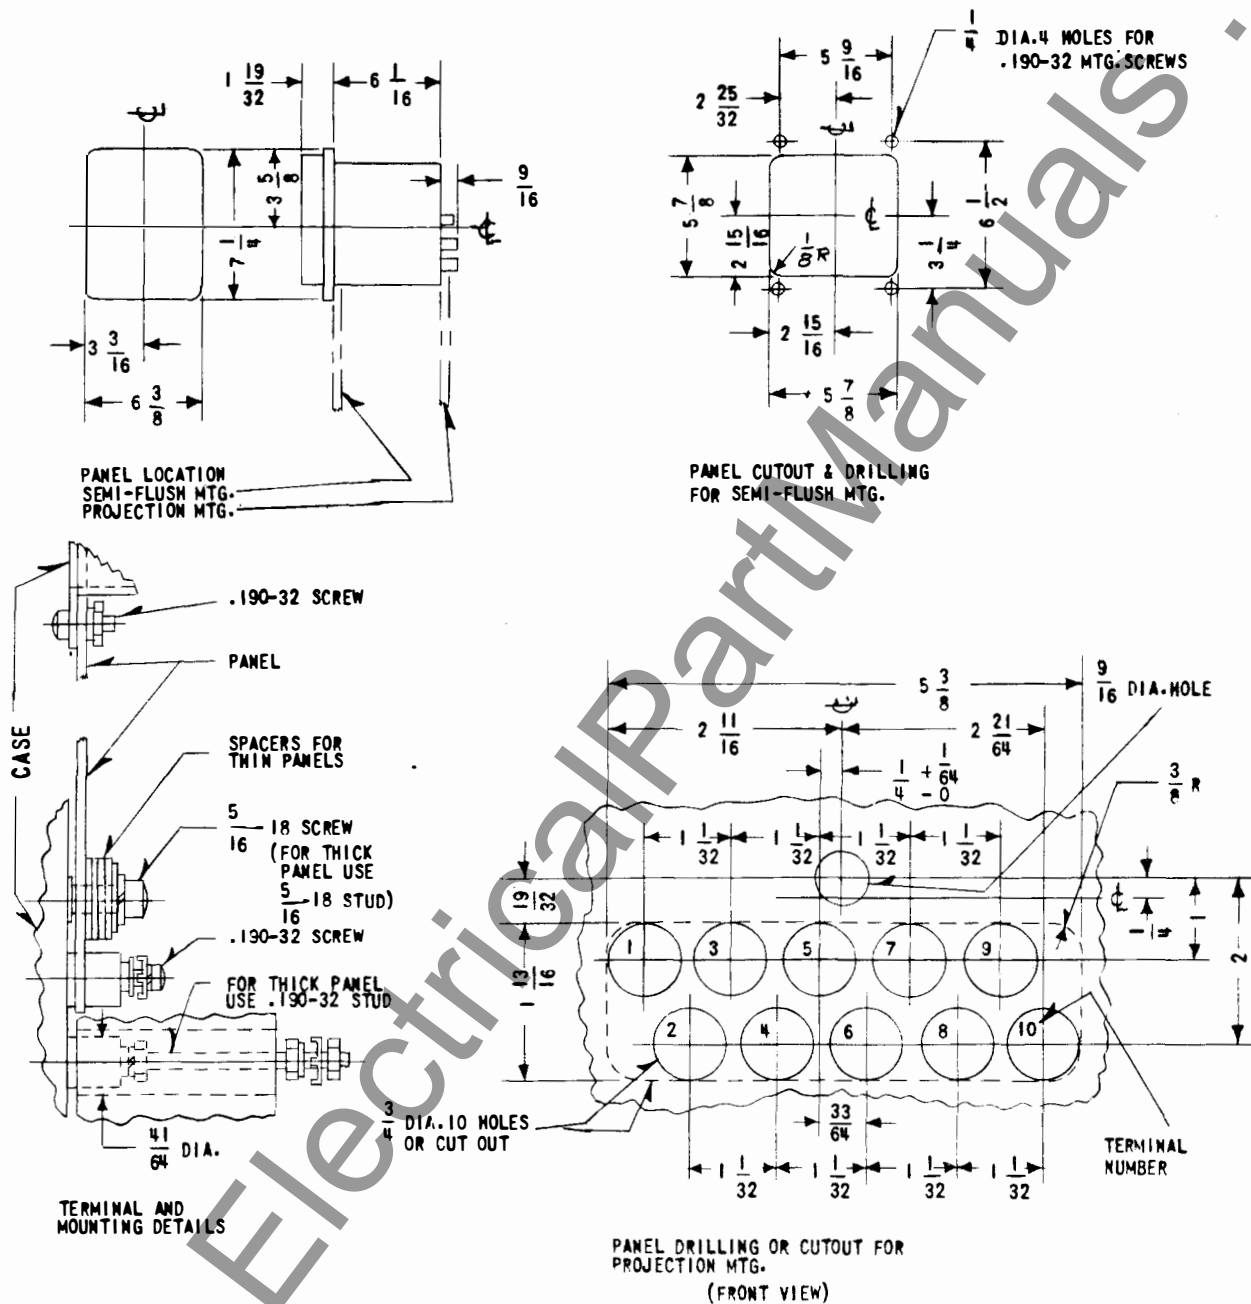 1 19/32
6 1/16
3 5/8
7 1/4
9/16
3 3/16
6 3/8
PANEL LOCATION
SEMI-FLUSH MTG.
PROJECTION MTG.
5 9/16
2 25/32
1/4 DIA.4 HOLES FOR
.190-32 MTG.SCREWS
5 7/8
2 15/16
1/8 R
6 1/2
3 1/4
2 15/16
5 7/8
PANEL CUTOUT & DRILLING
FOR SEMI-FLUSH MTG.
.190-32 SCREW
PANEL
CASE
SPACERS FOR
THIN PANELS
5/16-18 SCREW
(FOR THICK
PANEL USE
5/16-18 STUD)
.190-32 SCREW
FOR THICK PANEL
USE .190-32 STUD
41/64 DIA.
TERMINAL AND
MOUNTING DETAILS
5 3/8
9/16 DIA.HOLE
2 11/16
2 21/64
1/4 + 1/64 - 0
3/8 R
1 1/32
1 1/32
1 1/32
1 1/32
19/32
1 13/16
1/4
1
2
1
3
5
7
9
2
4
6
8
10
3/4 DIA.10 HOLES
OR CUT OUT
33/64
1 1/32
1 1/32
1 1/32
1 1/32
TERMINAL
NUMBER
PANEL DRILLING OR CUTOUT FOR
PROJECTION MTG.
(FRONT VIEW)
ElectricalPartManuals .